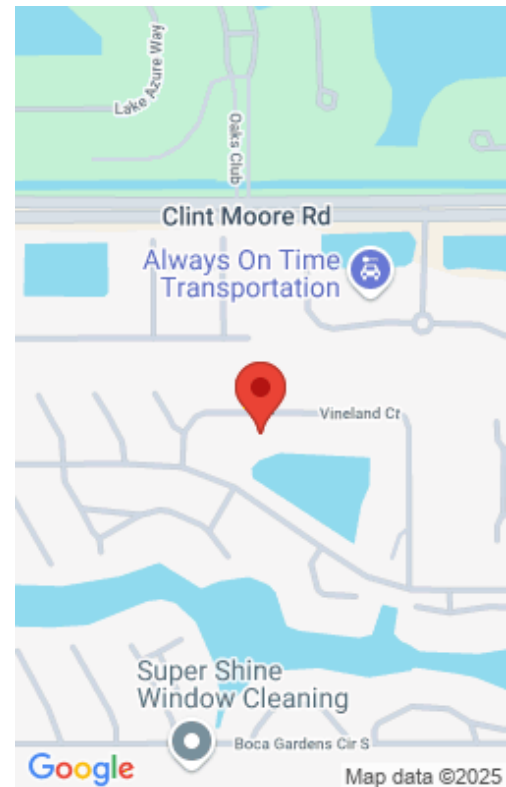 Lake Azure Way
Oaks Club
Clint Moore Rd
Always On Time
Transportation
Vineland Ct
Super Shine
Window Cleaning
Boca Gardens Cir S
Google
Map data ©2025